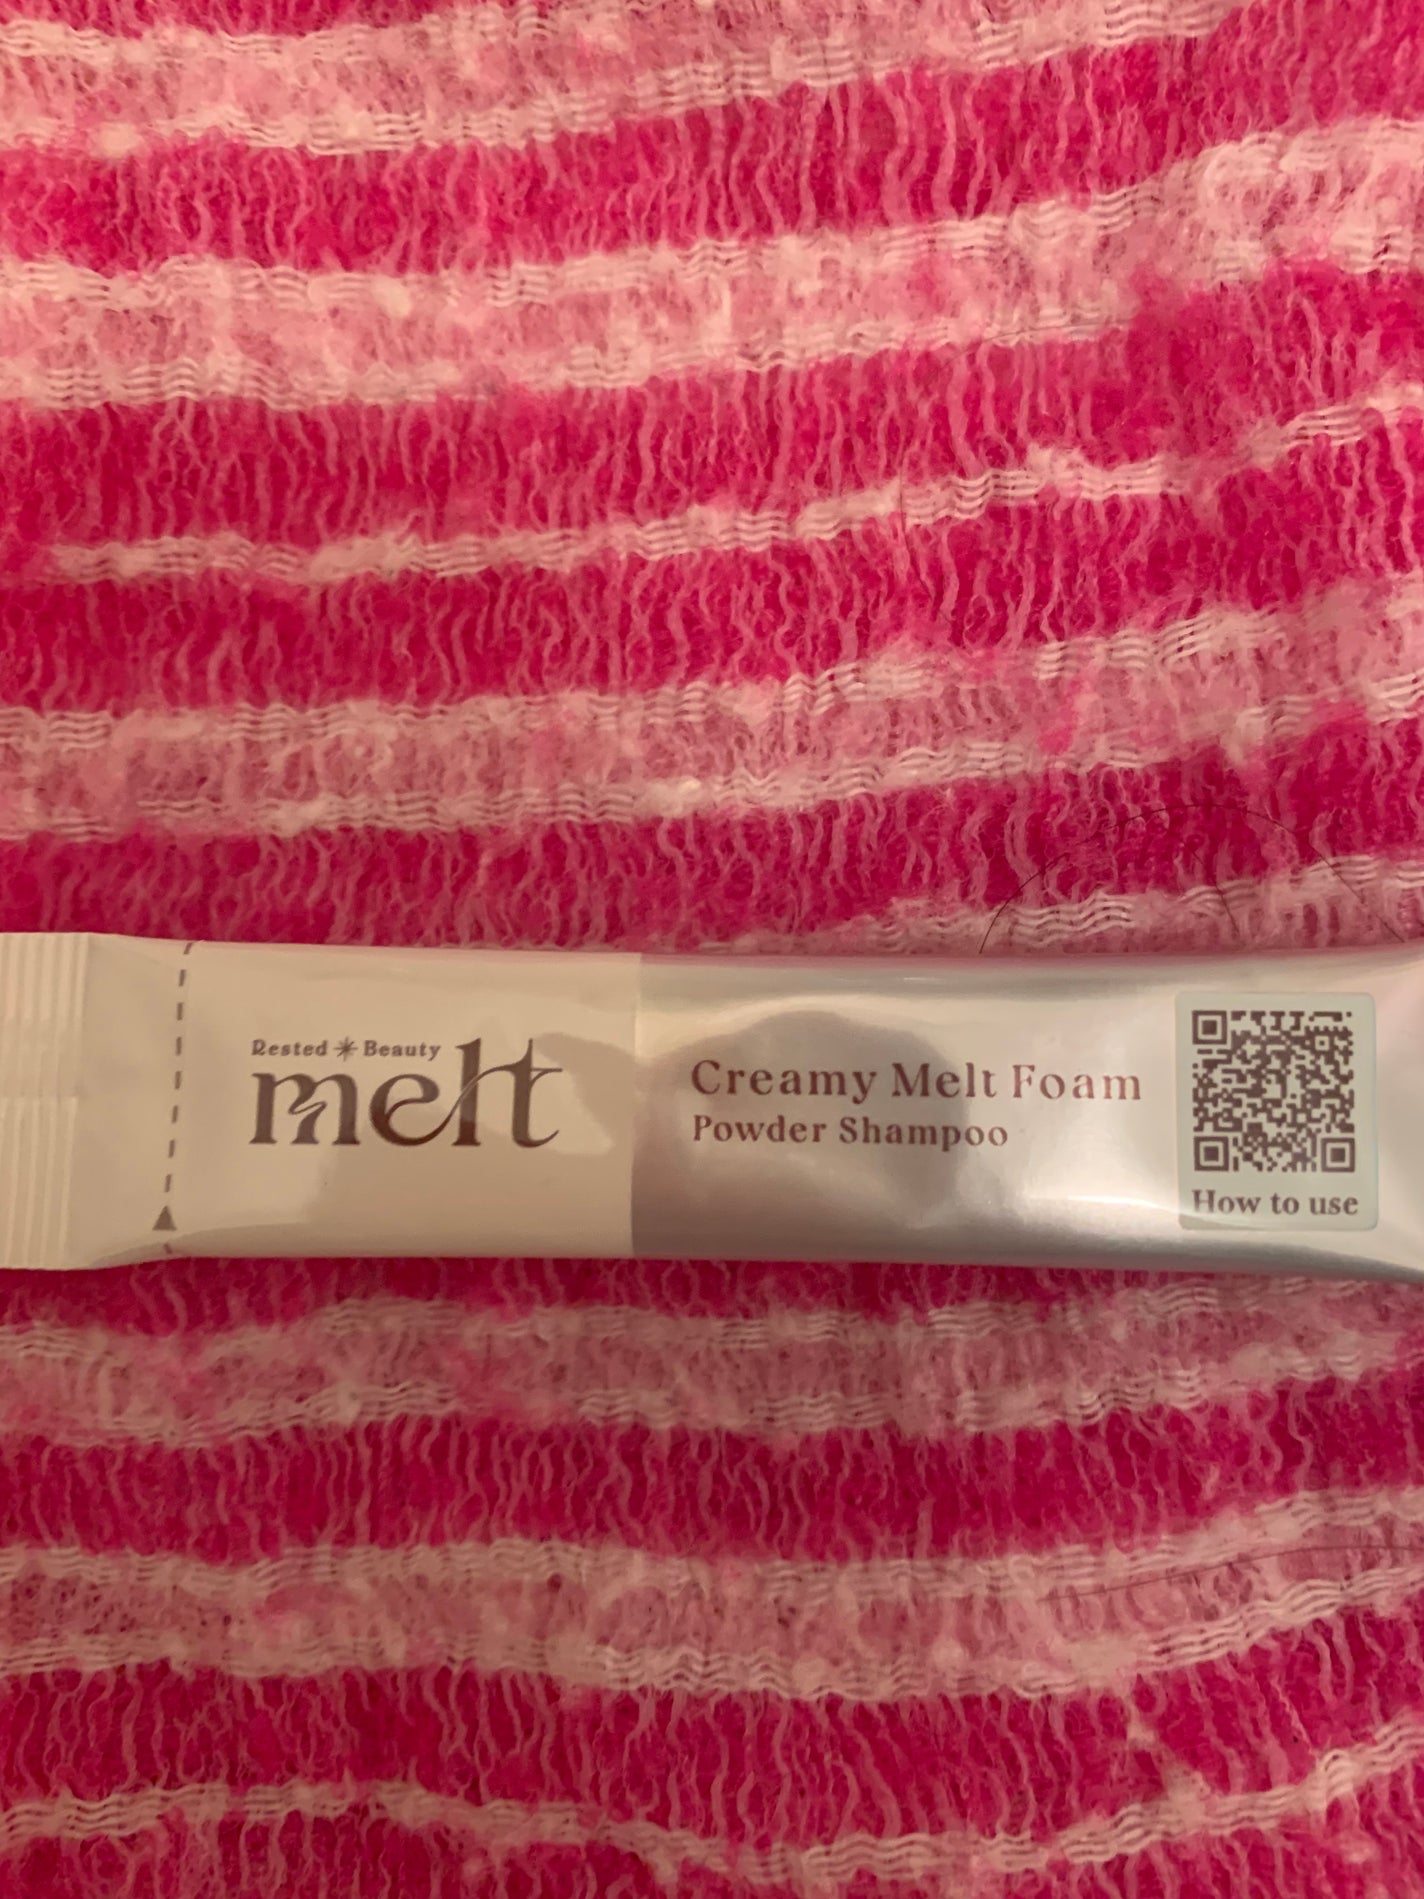 Rested Beauty
melt
Creamy Melt Foam
Powder Shampoo
How to use